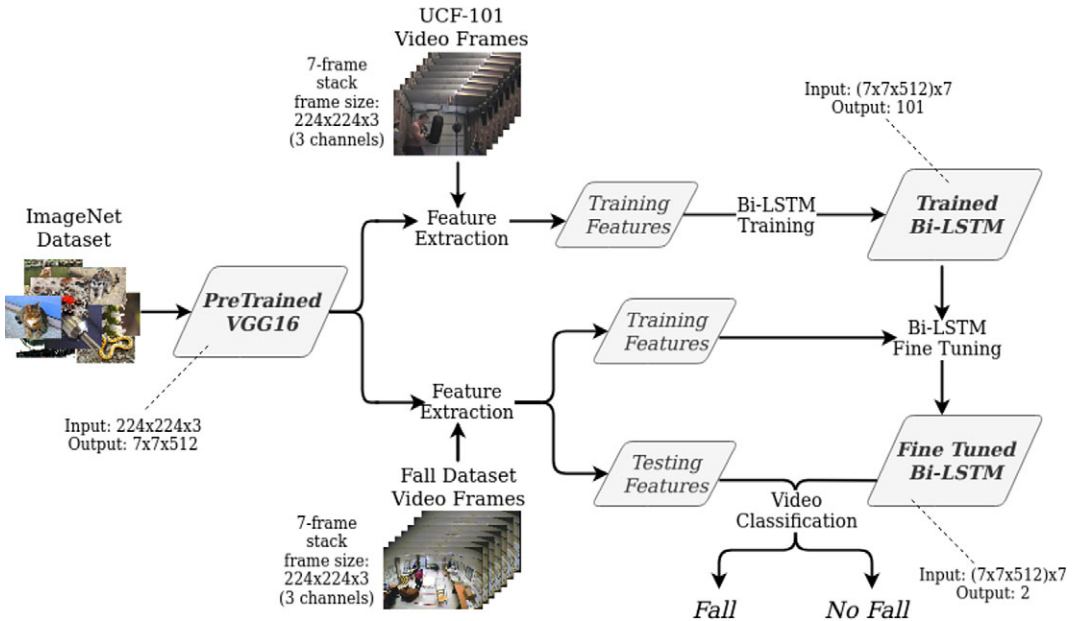 UCF-101
Video Frames
7-frame
stack
frame size:
224x224x3
(3 channels)
Input: (7x7x512)x7
Output: 101
ImageNet
Dataset
Feature
Extraction
Training
Features
Bi-LSTM
Training
Trained
Bi-LSTM
PreTrained
VGG16
Training
Features
Bi-LSTM
Fine Tuning
Input: 224x224x3
Output: 7x7x512
Feature
Extraction
Fall Dataset
Video Frames
Testing
Features
Fine Tuned
Bi-LSTM
Video
Classification
7-frame
stack
frame size:
224x224x3
(3 channels)
Input: (7x7x512)x7
Output: 2
Fall
No Fall